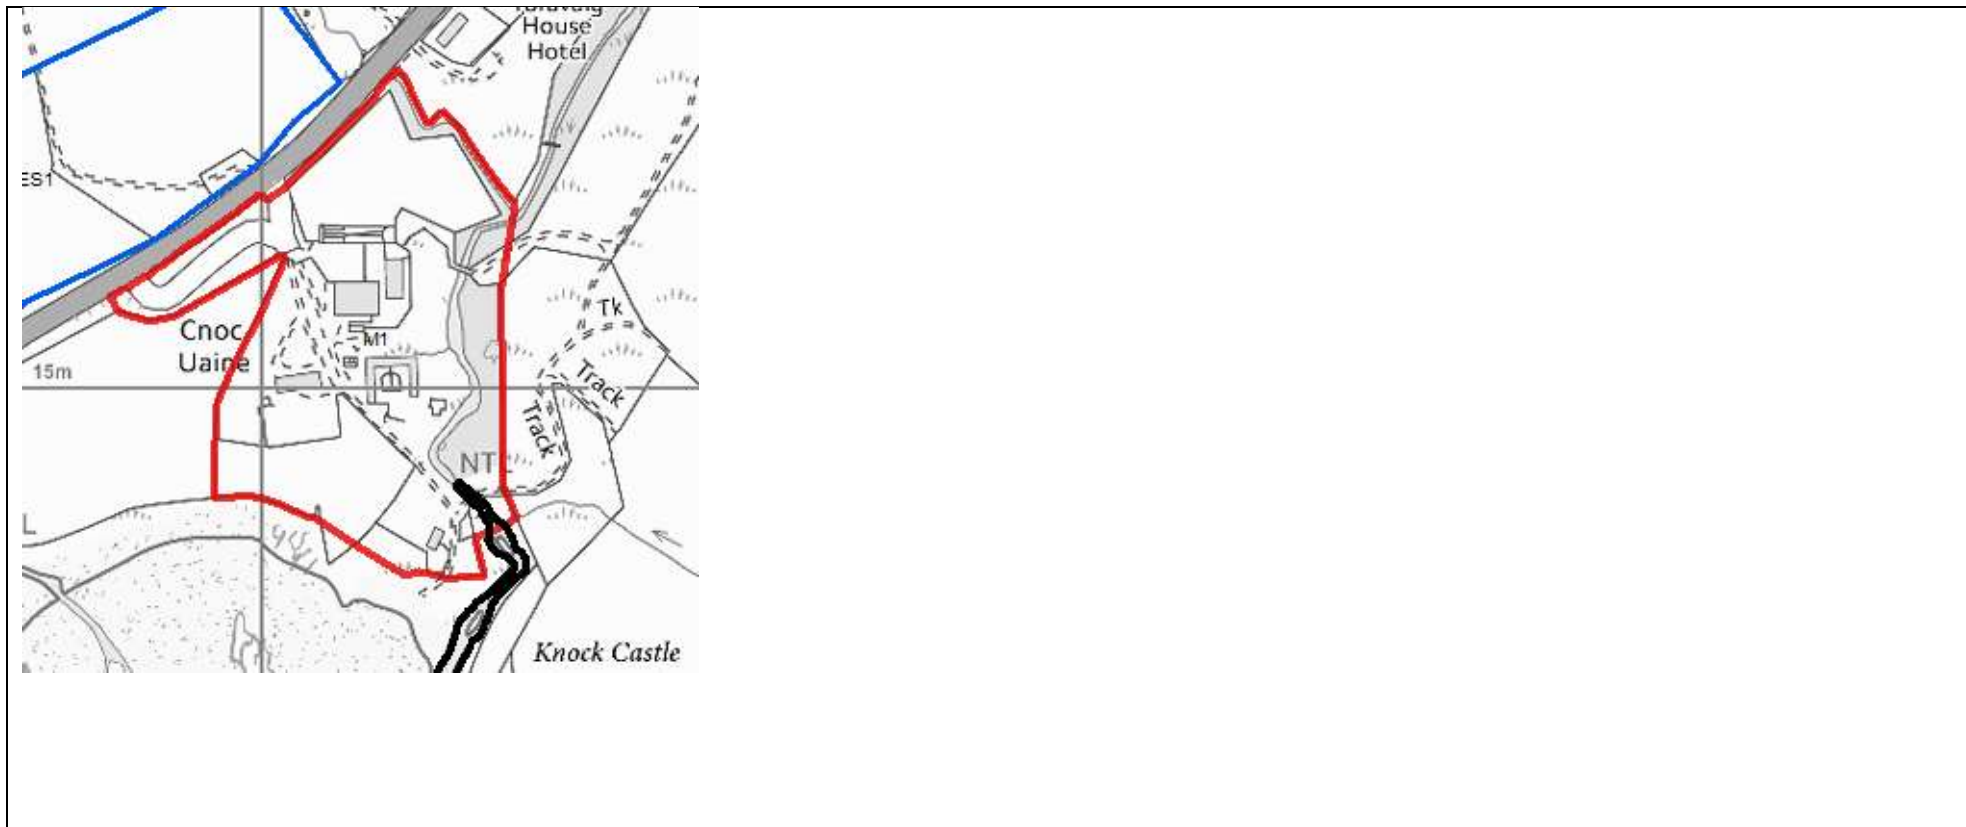 House
Hotel
ES1
Cnoc
Uaine
M1
15m
Tk
Track
Track
NTL
L
Knock Castle